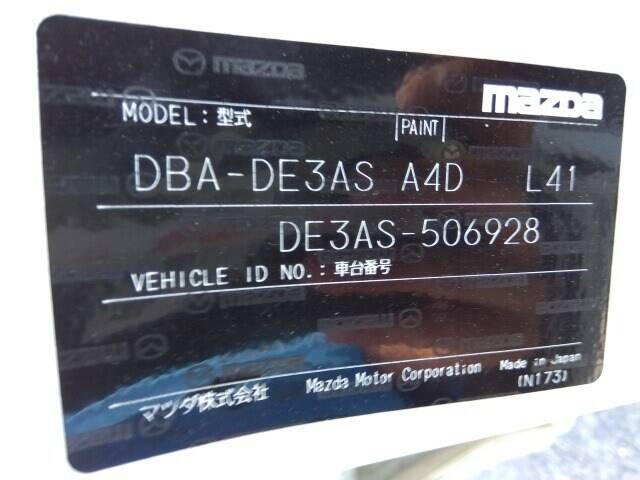 mazda
mazda
MODEL: 型式 PAINT
DBA-DE3AS A4D L41
DE3AS-506928
VEHICLE ID NO.: 車台番号
マツダ株式会社 Mazda Motor Corporation Made in Japan
(N173)